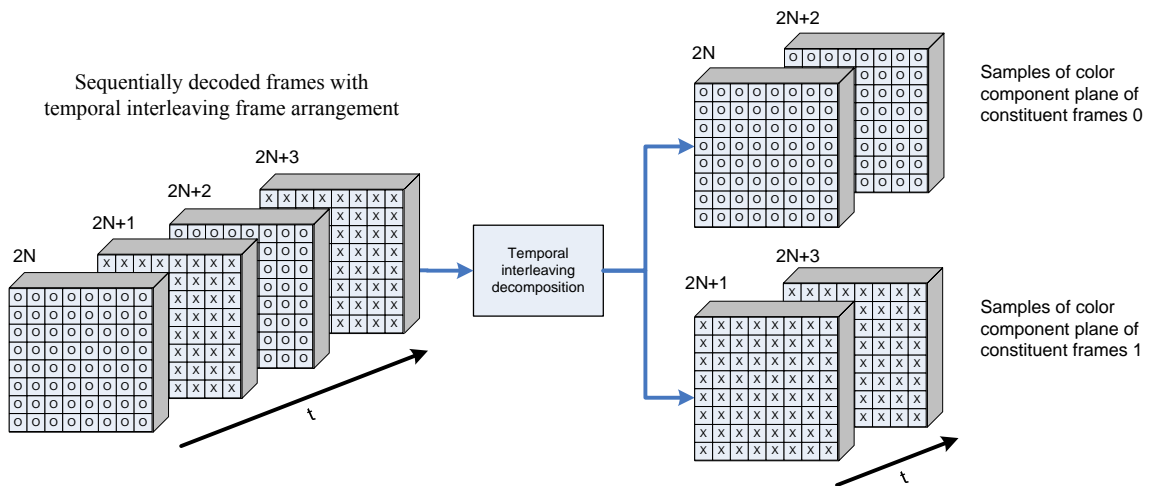 Sequentially decoded frames with
temporal interleaving frame arrangement
2N
2N+1
2N+2
2N+3
O O O O O O O O
O O O O O O O O
O O O O O O O O
O O O O O O O O
O O O O O O O O
O O O O O O O O
O O O O O O O O
O O O O O O O O
X X X X X X X X
X X X X
X X X X
X X X X
X X X X
X X X X
X X X X
X X X X
O O O O O O O O
O O O
O O O
O O O
O O O
O O O
O O O
O O O
X X X X X X X X
X X X X
X X X X
X X X X
X X X X
X X X X
X X X X
X X X X
t
Temporal
interleaving
decomposition
2N
2N+2
O O O O O O O O
O O O O O O O O
O O O O O O O O
O O O O O O O O
O O O O O O O O
O O O O O O O O
O O O O O O O O
O O O O O O O O
O O O O O O O O
O O O O
O O O O
O O O O
O O O O
O O O O
O O O O
O O O O
Samples of color
component plane of
constituent frames 0
2N+1
2N+3
X X X X X X X X
X X X X X X X X
X X X X X X X X
X X X X X X X X
X X X X X X X X
X X X X X X X X
X X X X X X X X
X X X X X X X X
X X X X X X X X
X X X X
X X X X
X X X X
X X X X
X X X X
X X X X
X X X X
Samples of color
component plane of
constituent frames 1
t